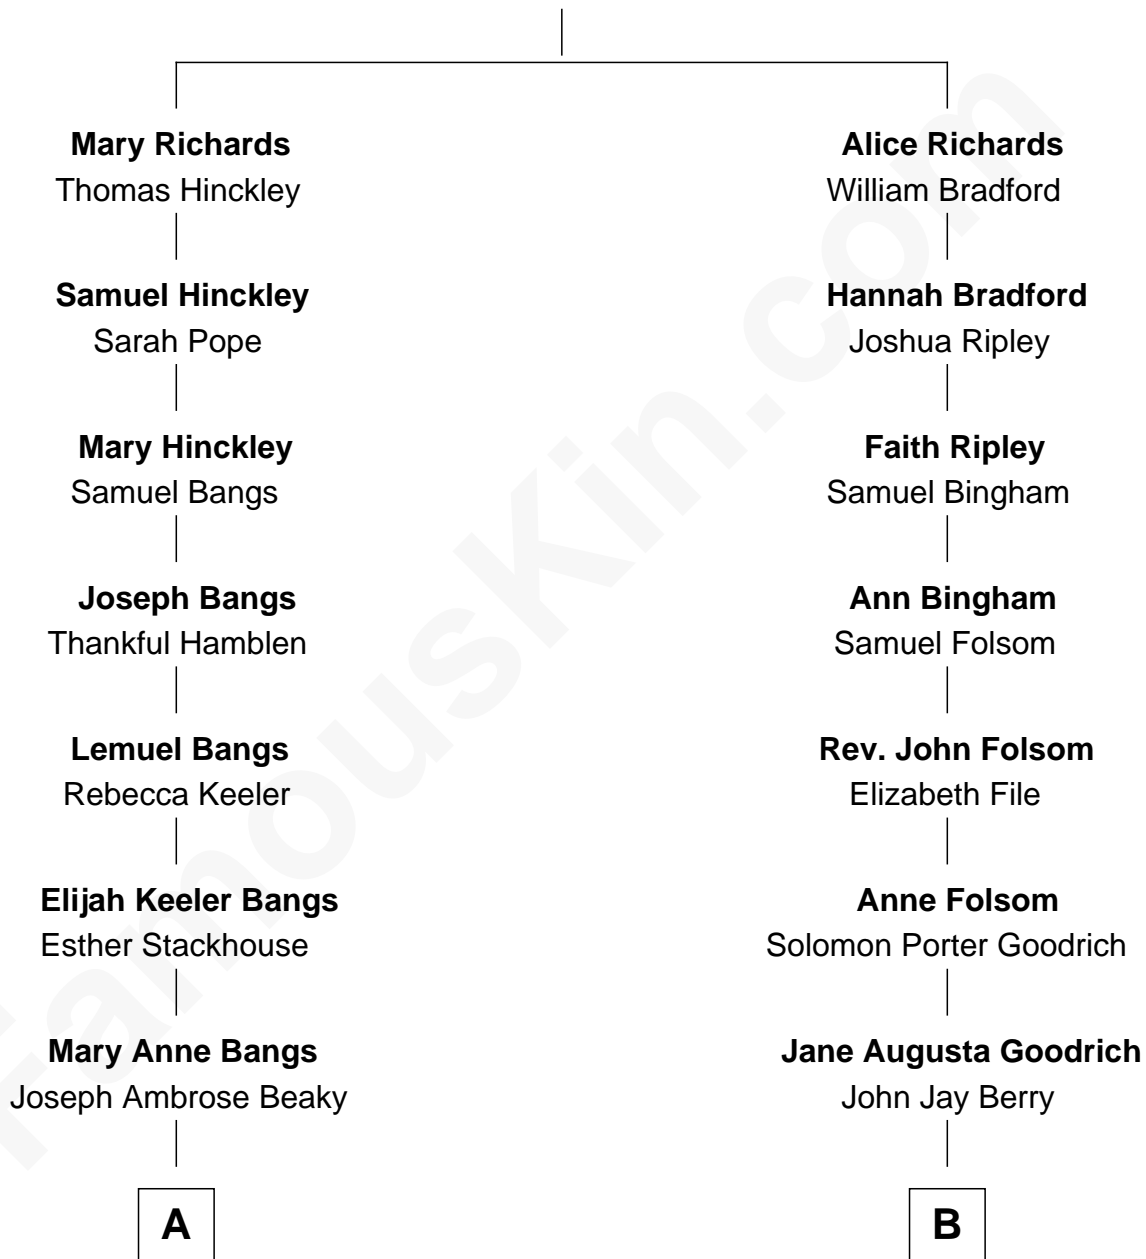 Mary Richards
Thomas Hinckley
Alice Richards
William Bradford
Samuel Hinckley
Sarah Pope
Hannah Bradford
Joshua Ripley
Mary Hinckley
Samuel Bangs
Faith Ripley
Samuel Bingham
Joseph Bangs
Thankful Hamblen
Ann Bingham
Samuel Folsom
Lemuel Bangs
Rebecca Keeler
Rev. John Folsom
Elizabeth File
Elijah Keeler Bangs
Esther Stackhouse
Anne Folsom
Solomon Porter Goodrich
Mary Anne Bangs
Joseph Ambrose Beaky
Jane Augusta Goodrich
John Jay Berry
A
B
FamousKin.com